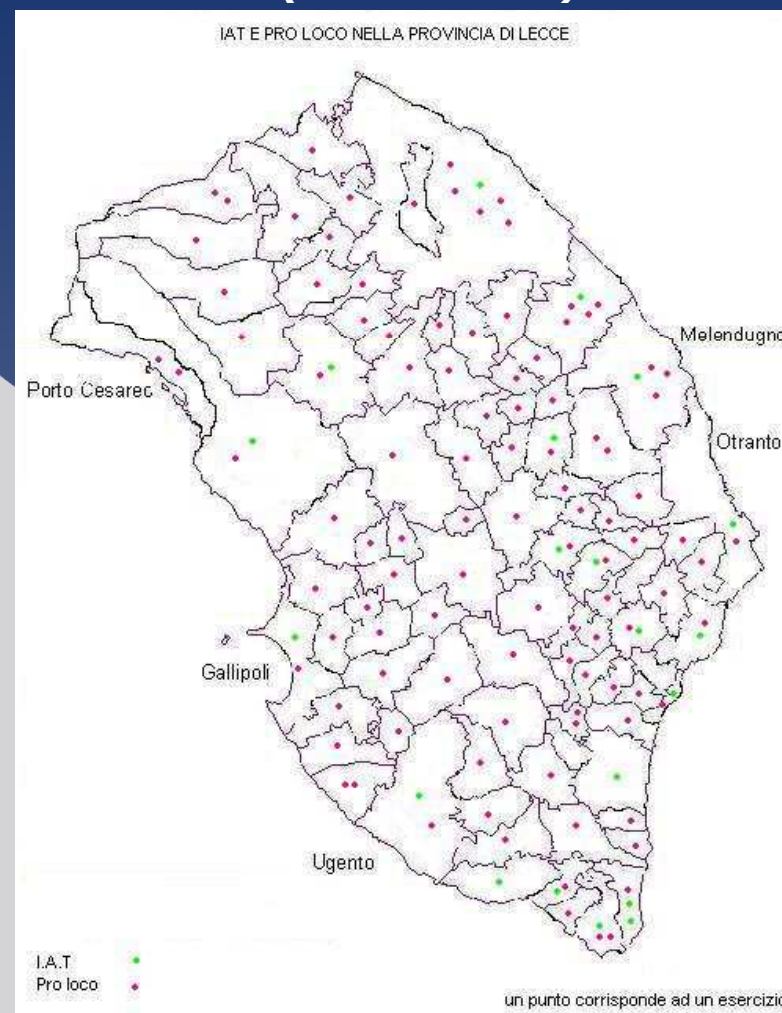 IAT E PRO LOCO NELLA PROVINCIA DI LECCE
Melendugno
Porto Cesarec
Otranto
Gallipoli
Ugento
I.A.T
Pro loco
un punto corrisponde ad un esercizio